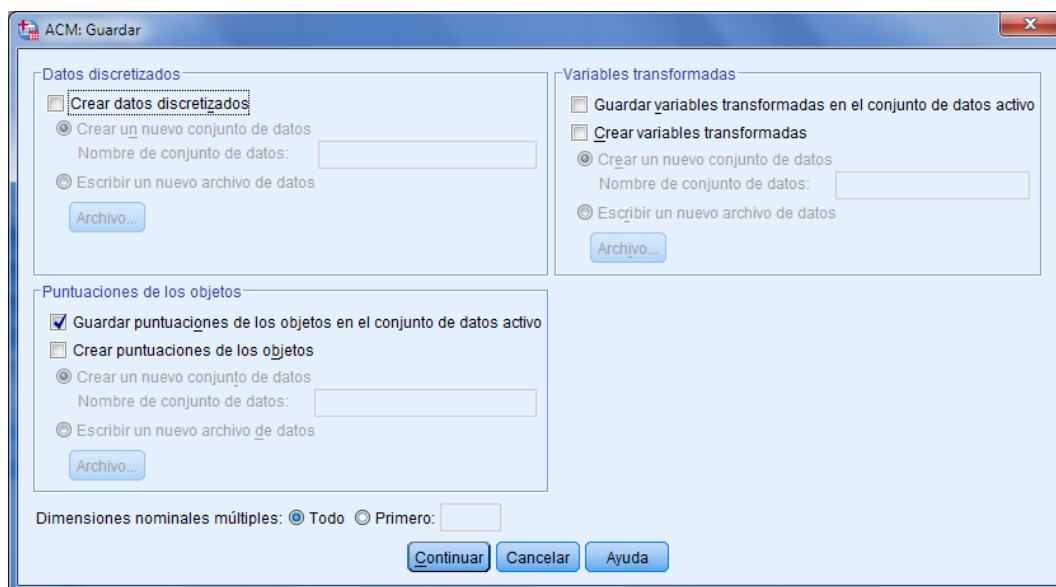 ACM: Guardar
Datos discretizados
Crear datos discretizados
Crear un nuevo conjunto de datos
Nombre de conjunto de datos:
Escribir un nuevo archivo de datos
Archivo...
Variables transformadas
Guardar variables transformadas en el conjunto de datos activo
Crear variables transformadas
Crear un nuevo conjunto de datos
Nombre de conjunto de datos:
Escribir un nuevo archivo de datos
Archivo...
Puntuaciones de los objetos
Guardar puntuaciones de los objetos en el conjunto de datos activo
Crear puntuaciones de los objetos
Crear un nuevo conjunto de datos
Nombre de conjunto de datos:
Escribir un nuevo archivo de datos
Archivo...
Dimensiones nominales múltiples: Todo Primero:
Continuar Cancelar Ayuda